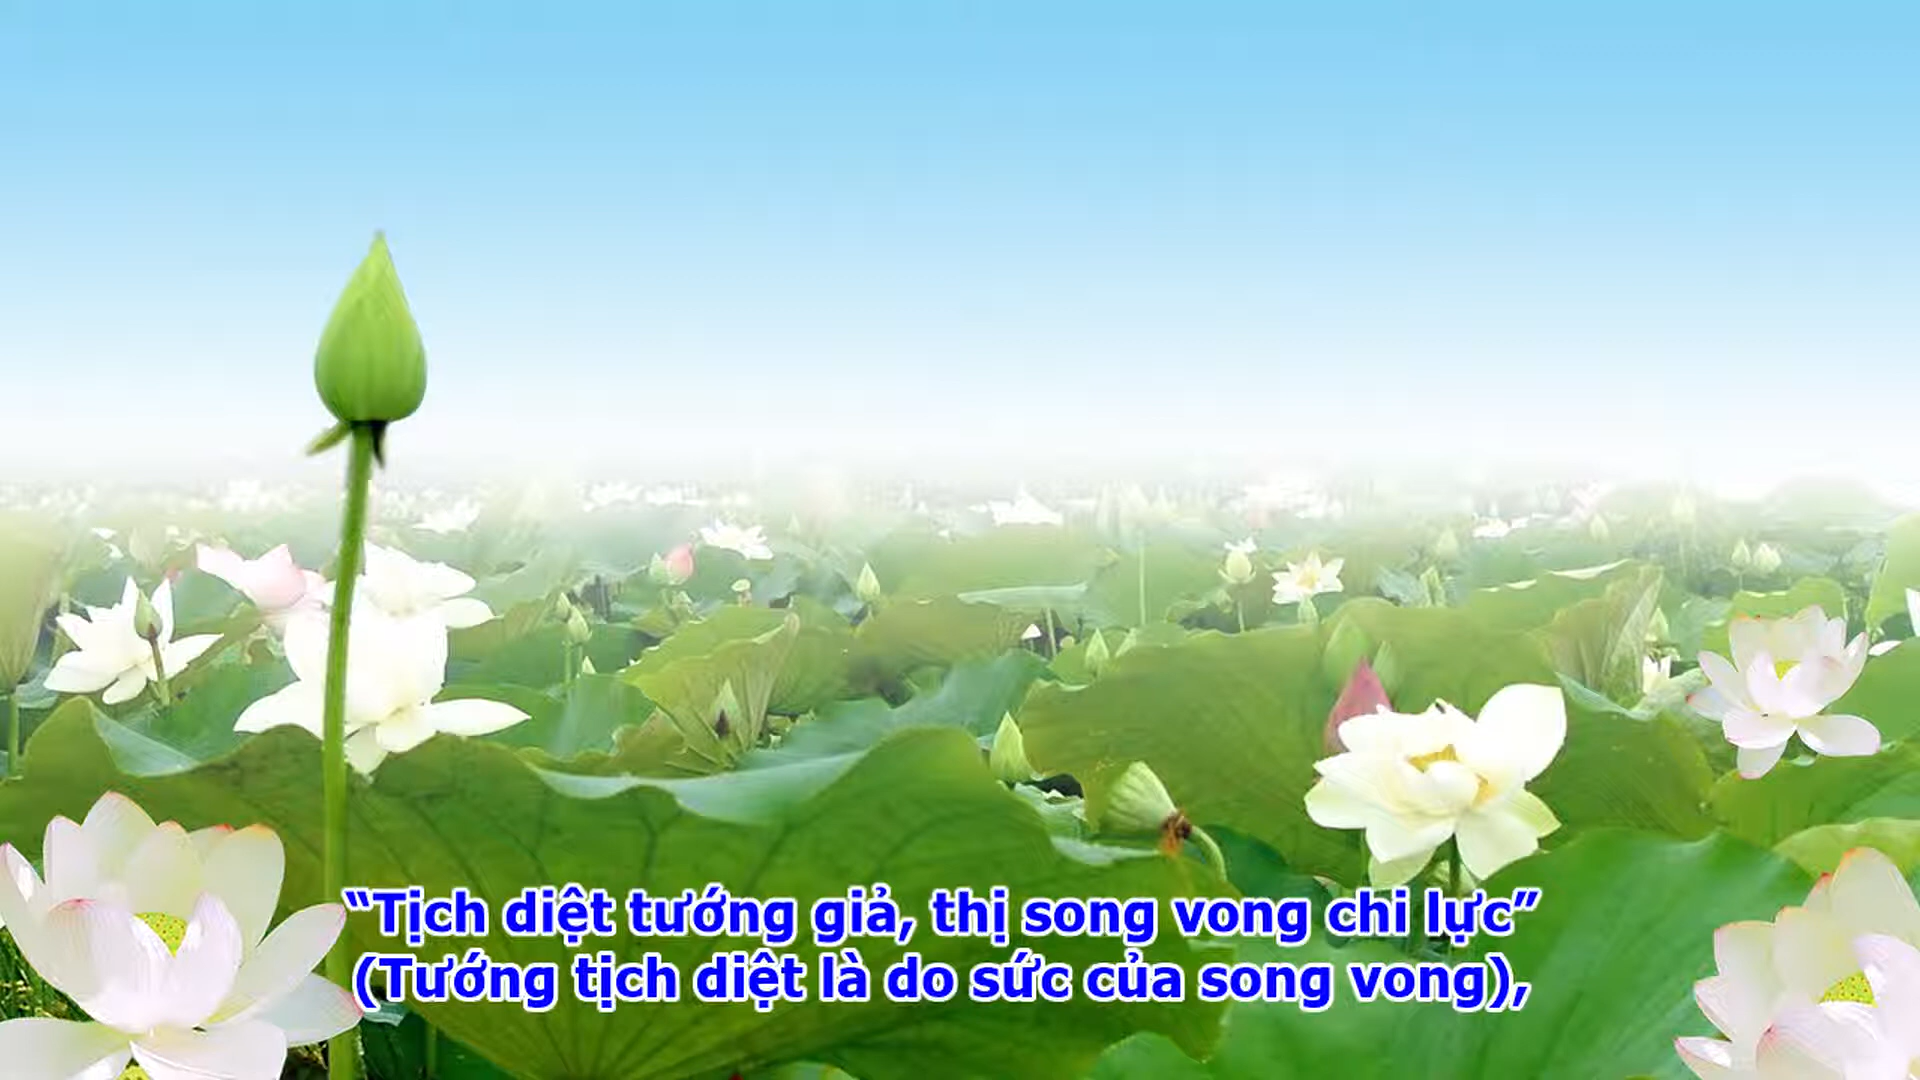 “Tịch diệt tướng giả, thị song vong chi lực”
(Tướng tịch diệt là do sức của song vong),